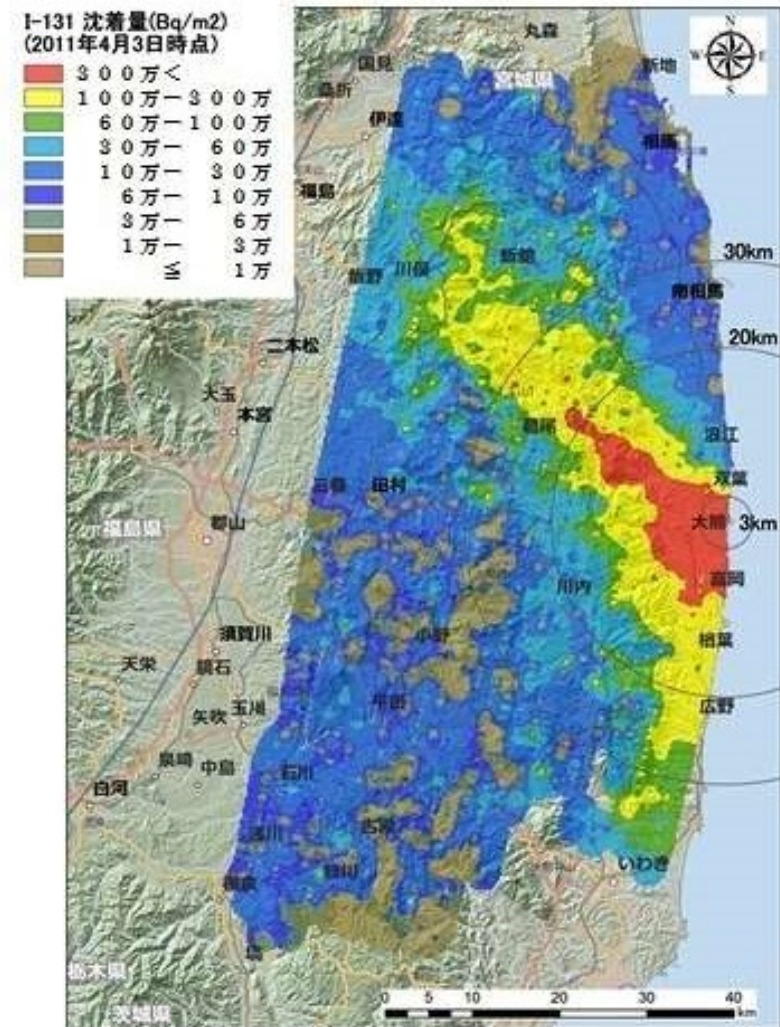 I-131 沈着量(Bq/m2)
(2011年4月3日時点)
300万<
100万−300万
60万−100万
30万−60万
10万−30万
6万−10万
3万−6万
1万−3万
≦ 1万
N
W E
S
丸森
国見
新地
宮城県
桑折
伊達
相馬
福島
30km
川俣
飯舘
飯野
南相馬
20km
二本松
大玉
本宮
葛尾
浪江
双葉
三春
田村
大熊
3km
福島県
郡山
富岡
川内
須賀川
小野
楢葉
天栄
鏡石
平田
広野
矢吹
玉川
泉崎
中島
石川
白河
浅川
古殿
いわき
棚倉
鮫川
塙
栃木県
茨城県
0 5 10 20 30 40
km